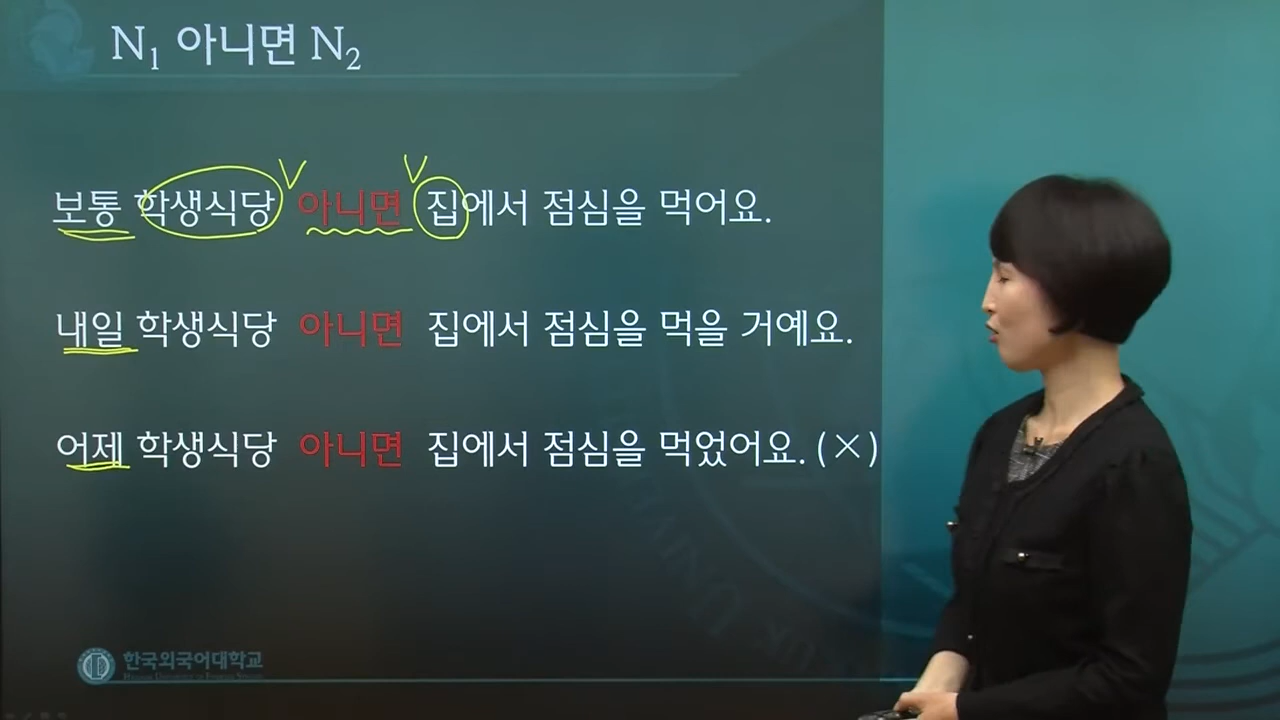 N₁ 아니면 N₂
보통 학생식당 아니면 집에서 점심을 먹어요.
내일 학생식당 아니면 집에서 점심을 먹을 거예요.
어제 학생식당 아니면 집에서 점심을 먹었어요. (×)
한국외국어대학교